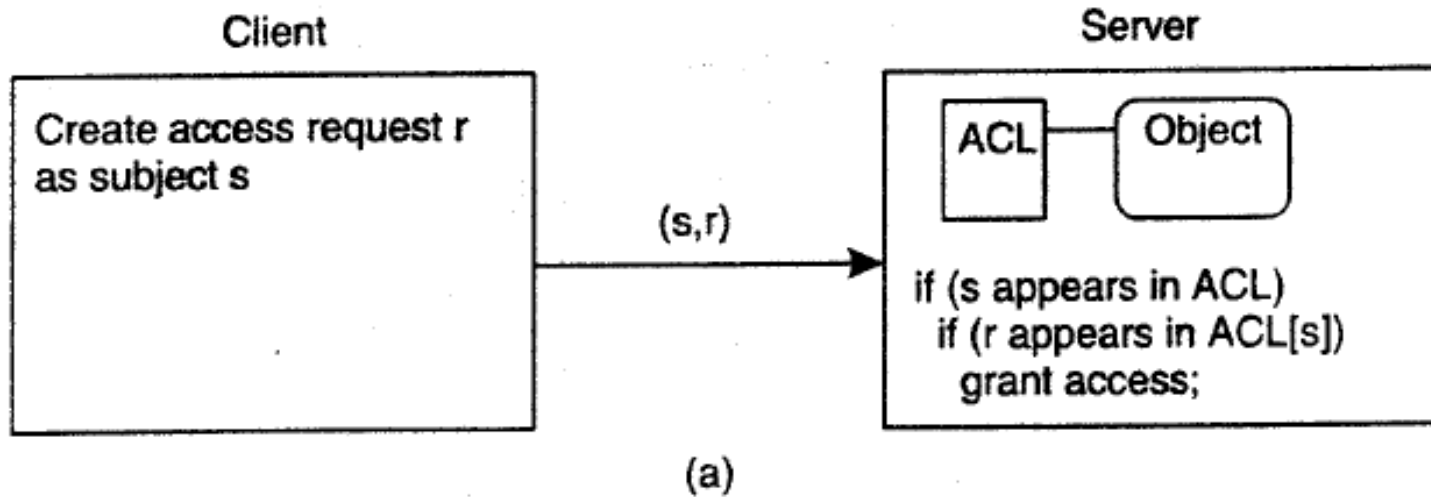 Client
Server
Create access request r
as subject s
(s,r)
ACL
Object
if (s appears in ACL)
if (r appears in ACL[s])
grant access;
(a)